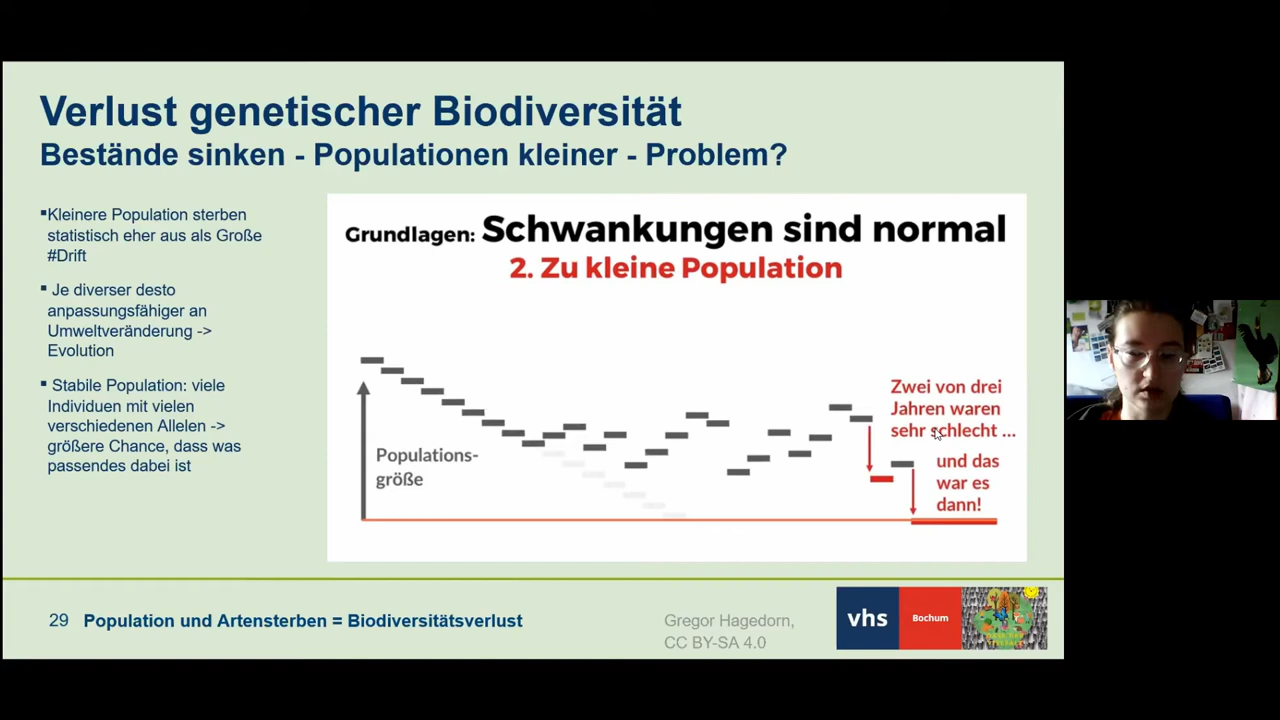 Verlust genetischer Biodiversität
Bestände sinken - Populationen kleiner - Problem?
▪Kleinere Population sterben
statistisch eher aus als Große
#Drift
▪ Je diverser desto
anpassungsfähiger an
Umweltveränderung ->
Evolution
▪ Stabile Population: viele
Individuen mit vielen
verschiedenen Allelen ->
größere Chance, dass was
passendes dabei ist
Grundlagen: Schwankungen sind normal
2. Zu kleine Population
Populations-
größe
Zwei von drei
Jahren waren
sehr schlecht ...
und das
war es
dann!
29 Population und Artensterben = Biodiversitätsverlust
Gregor Hagedorn,
CC BY-SA 4.0
vhs
Bochum